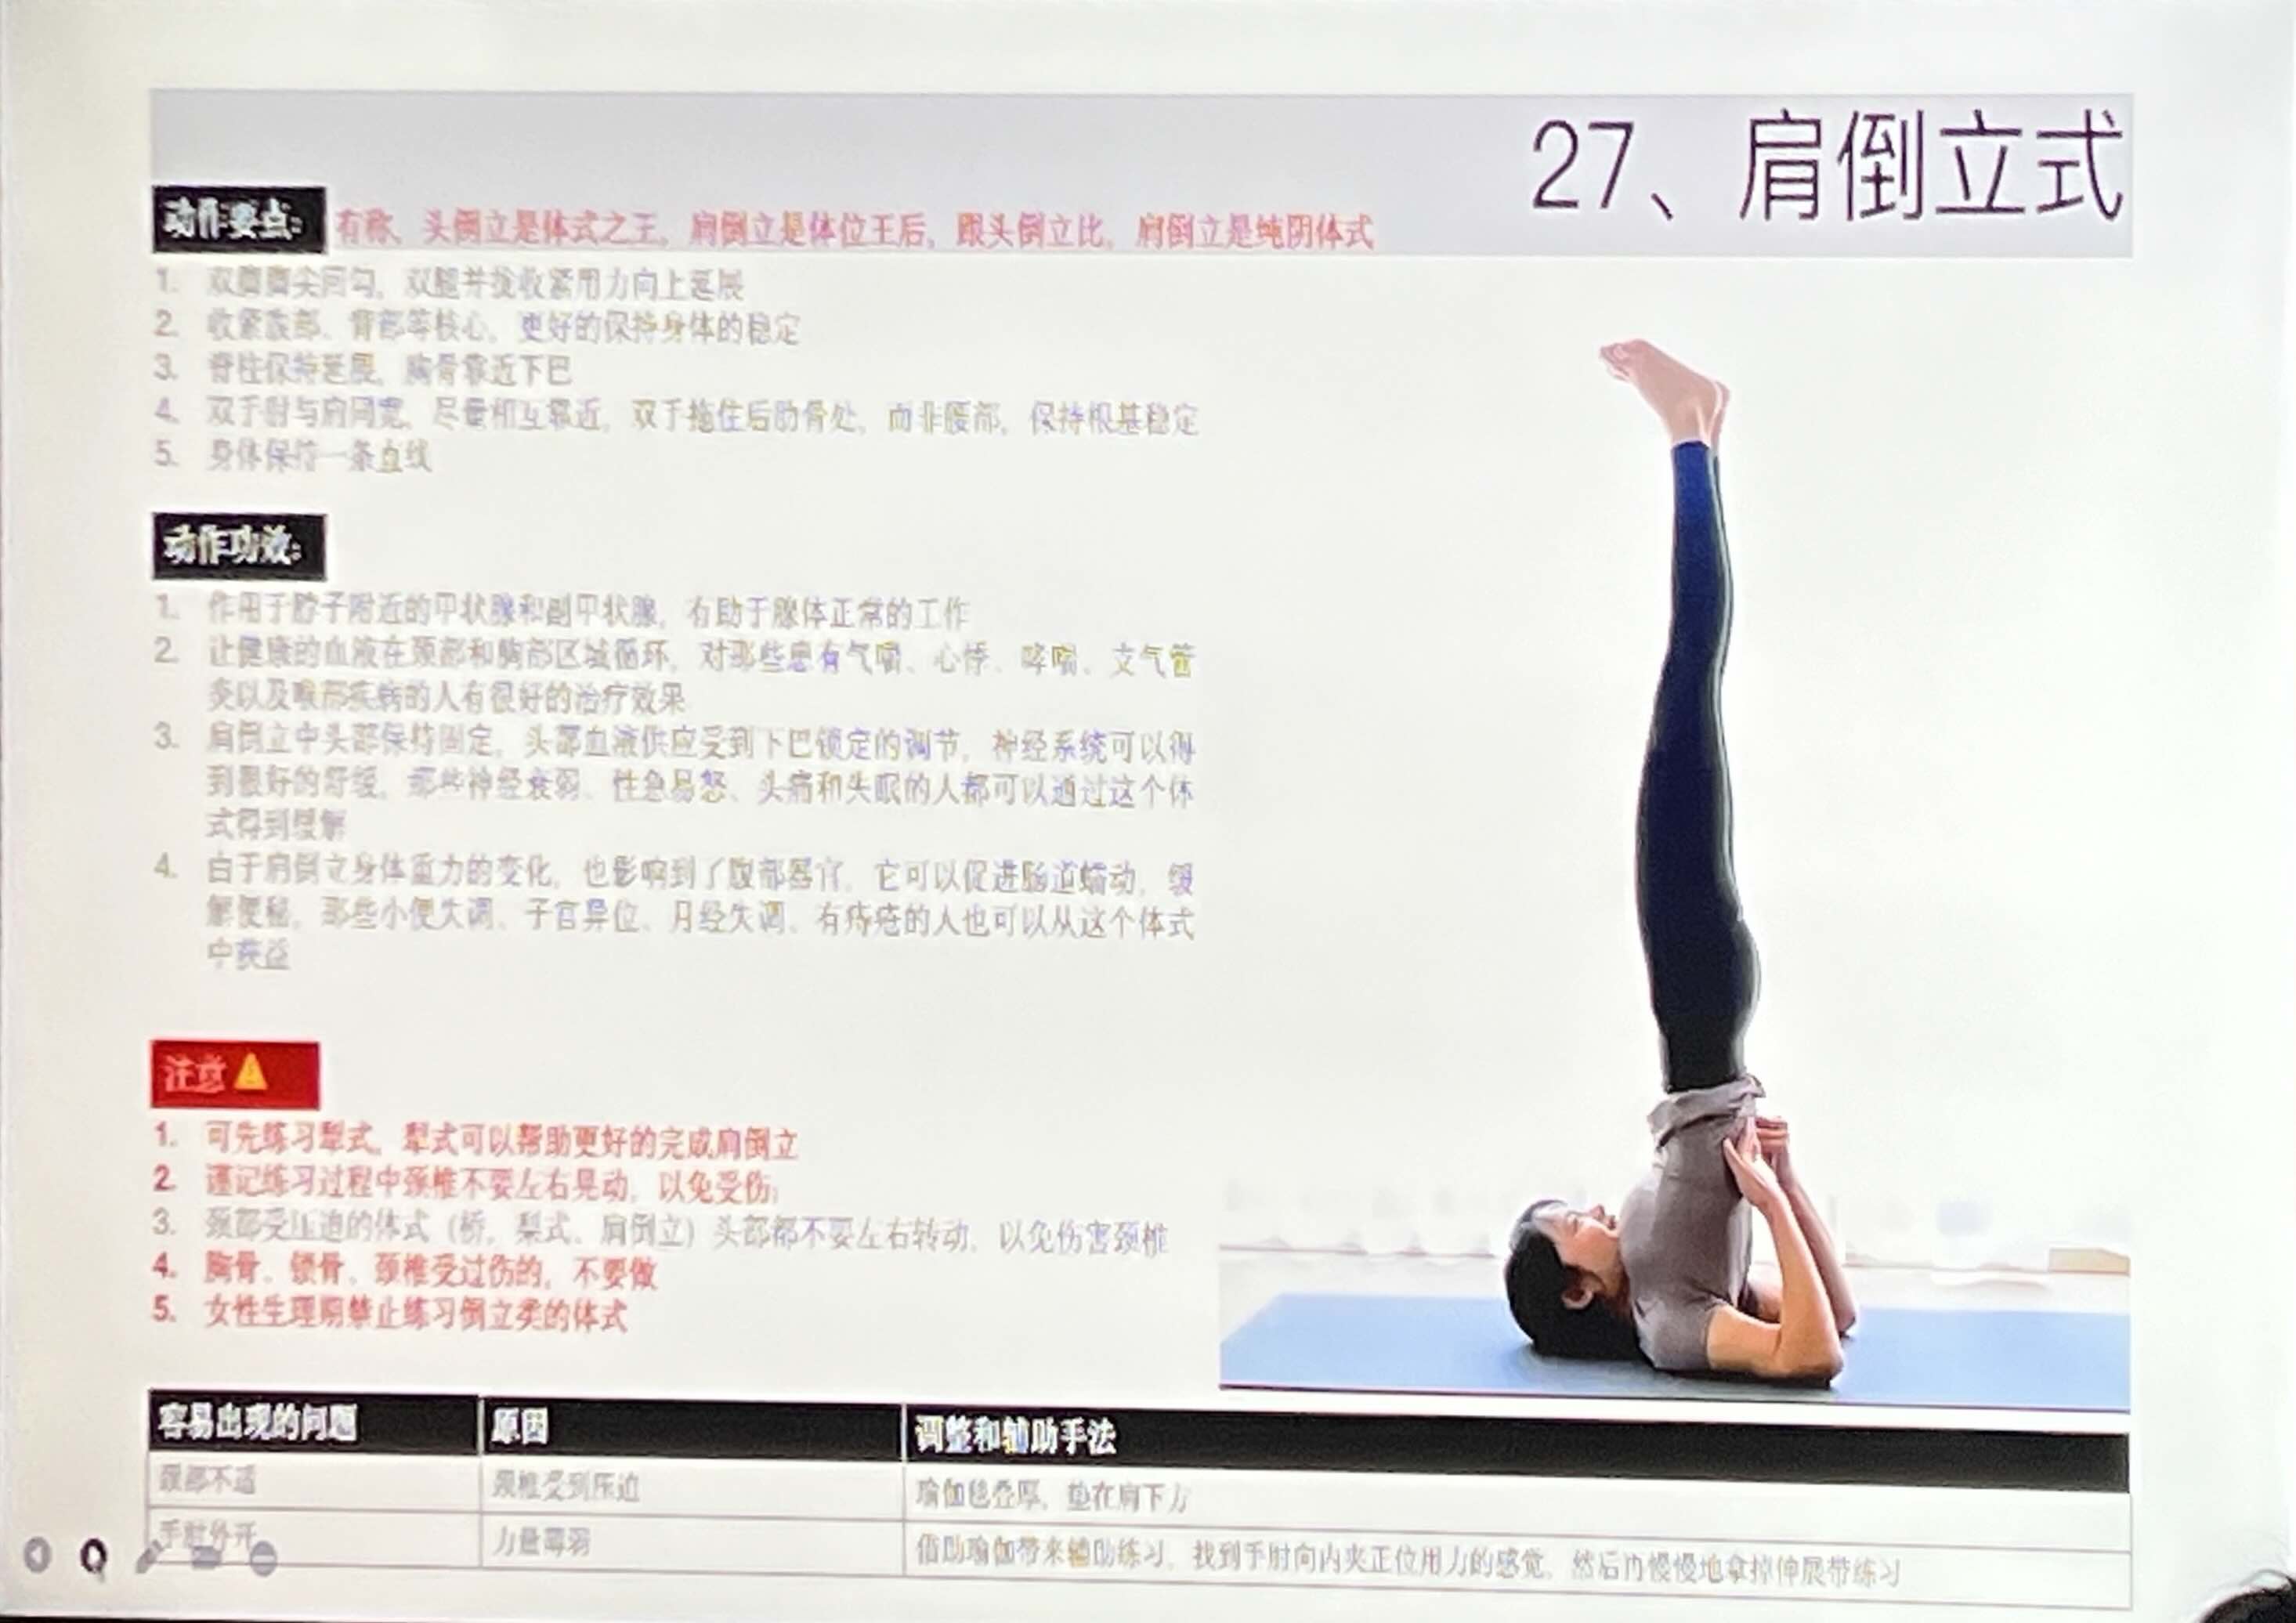 27、肩倒立式
动作要点:
有称、头倒立是体式之王，肩倒立是体位王后，跟头倒立比，肩倒立是纯阴体式
1. 双腿脚尖回勾，双腿并拢收紧用力向上延展
2. 收紧腹部、背部等核心，更好的保持身体的稳定
3. 脊柱保持延展，胸骨靠近下巴
4. 双手肘与肩同宽，尽量相互靠近，双手拖住后肋骨处，而非腰部，保持根基稳定
5. 身体保持一条直线
动作功效:
1. 作用于脖子附近的甲状腺和副甲状腺，有助于腺体正常的工作
2. 让健康的血液在颈部和胸部区域循环，对那些患有气喘、心悸、哮喘、支气管
炎以及喉部疾病的人有很好的治疗效果
3. 肩倒立中头部保持固定，头部血液供应受到下巴锁定的调节，神经系统可以得
到很好的舒缓，那些神经衰弱、性急易怒、头痛和失眠的人都可以通过这个体
式得到缓解
4. 由于肩倒立身体重力的变化，也影响到了腹部器官，它可以促进肠道蠕动，缓
解便秘，那些小便失调、子宫异位、月经失调、有痔疮的人也可以从这个体式
中获益
注意
1. 可先练习犁式，犁式可以帮助更好的完成肩倒立
2. 谨记练习过程中颈椎不要左右晃动，以免受伤；
3. 颈部受压迫的体式（桥，犁式、肩倒立）头部都不要左右转动，以免伤害颈椎
4. 胸骨、锁骨、颈椎受过伤的，不要做
5. 女性生理期禁止练习倒立类的体式
容易出现的问题 原因 调整和辅助手法
颈部不适 颈椎受到压迫 瑜伽毯叠厚，垫在肩下方
手肘外开 力量薄弱 借助瑜伽带来辅助练习，找到手肘向内夹正位用力的感觉，然后再慢慢地拿掉伸展带练习